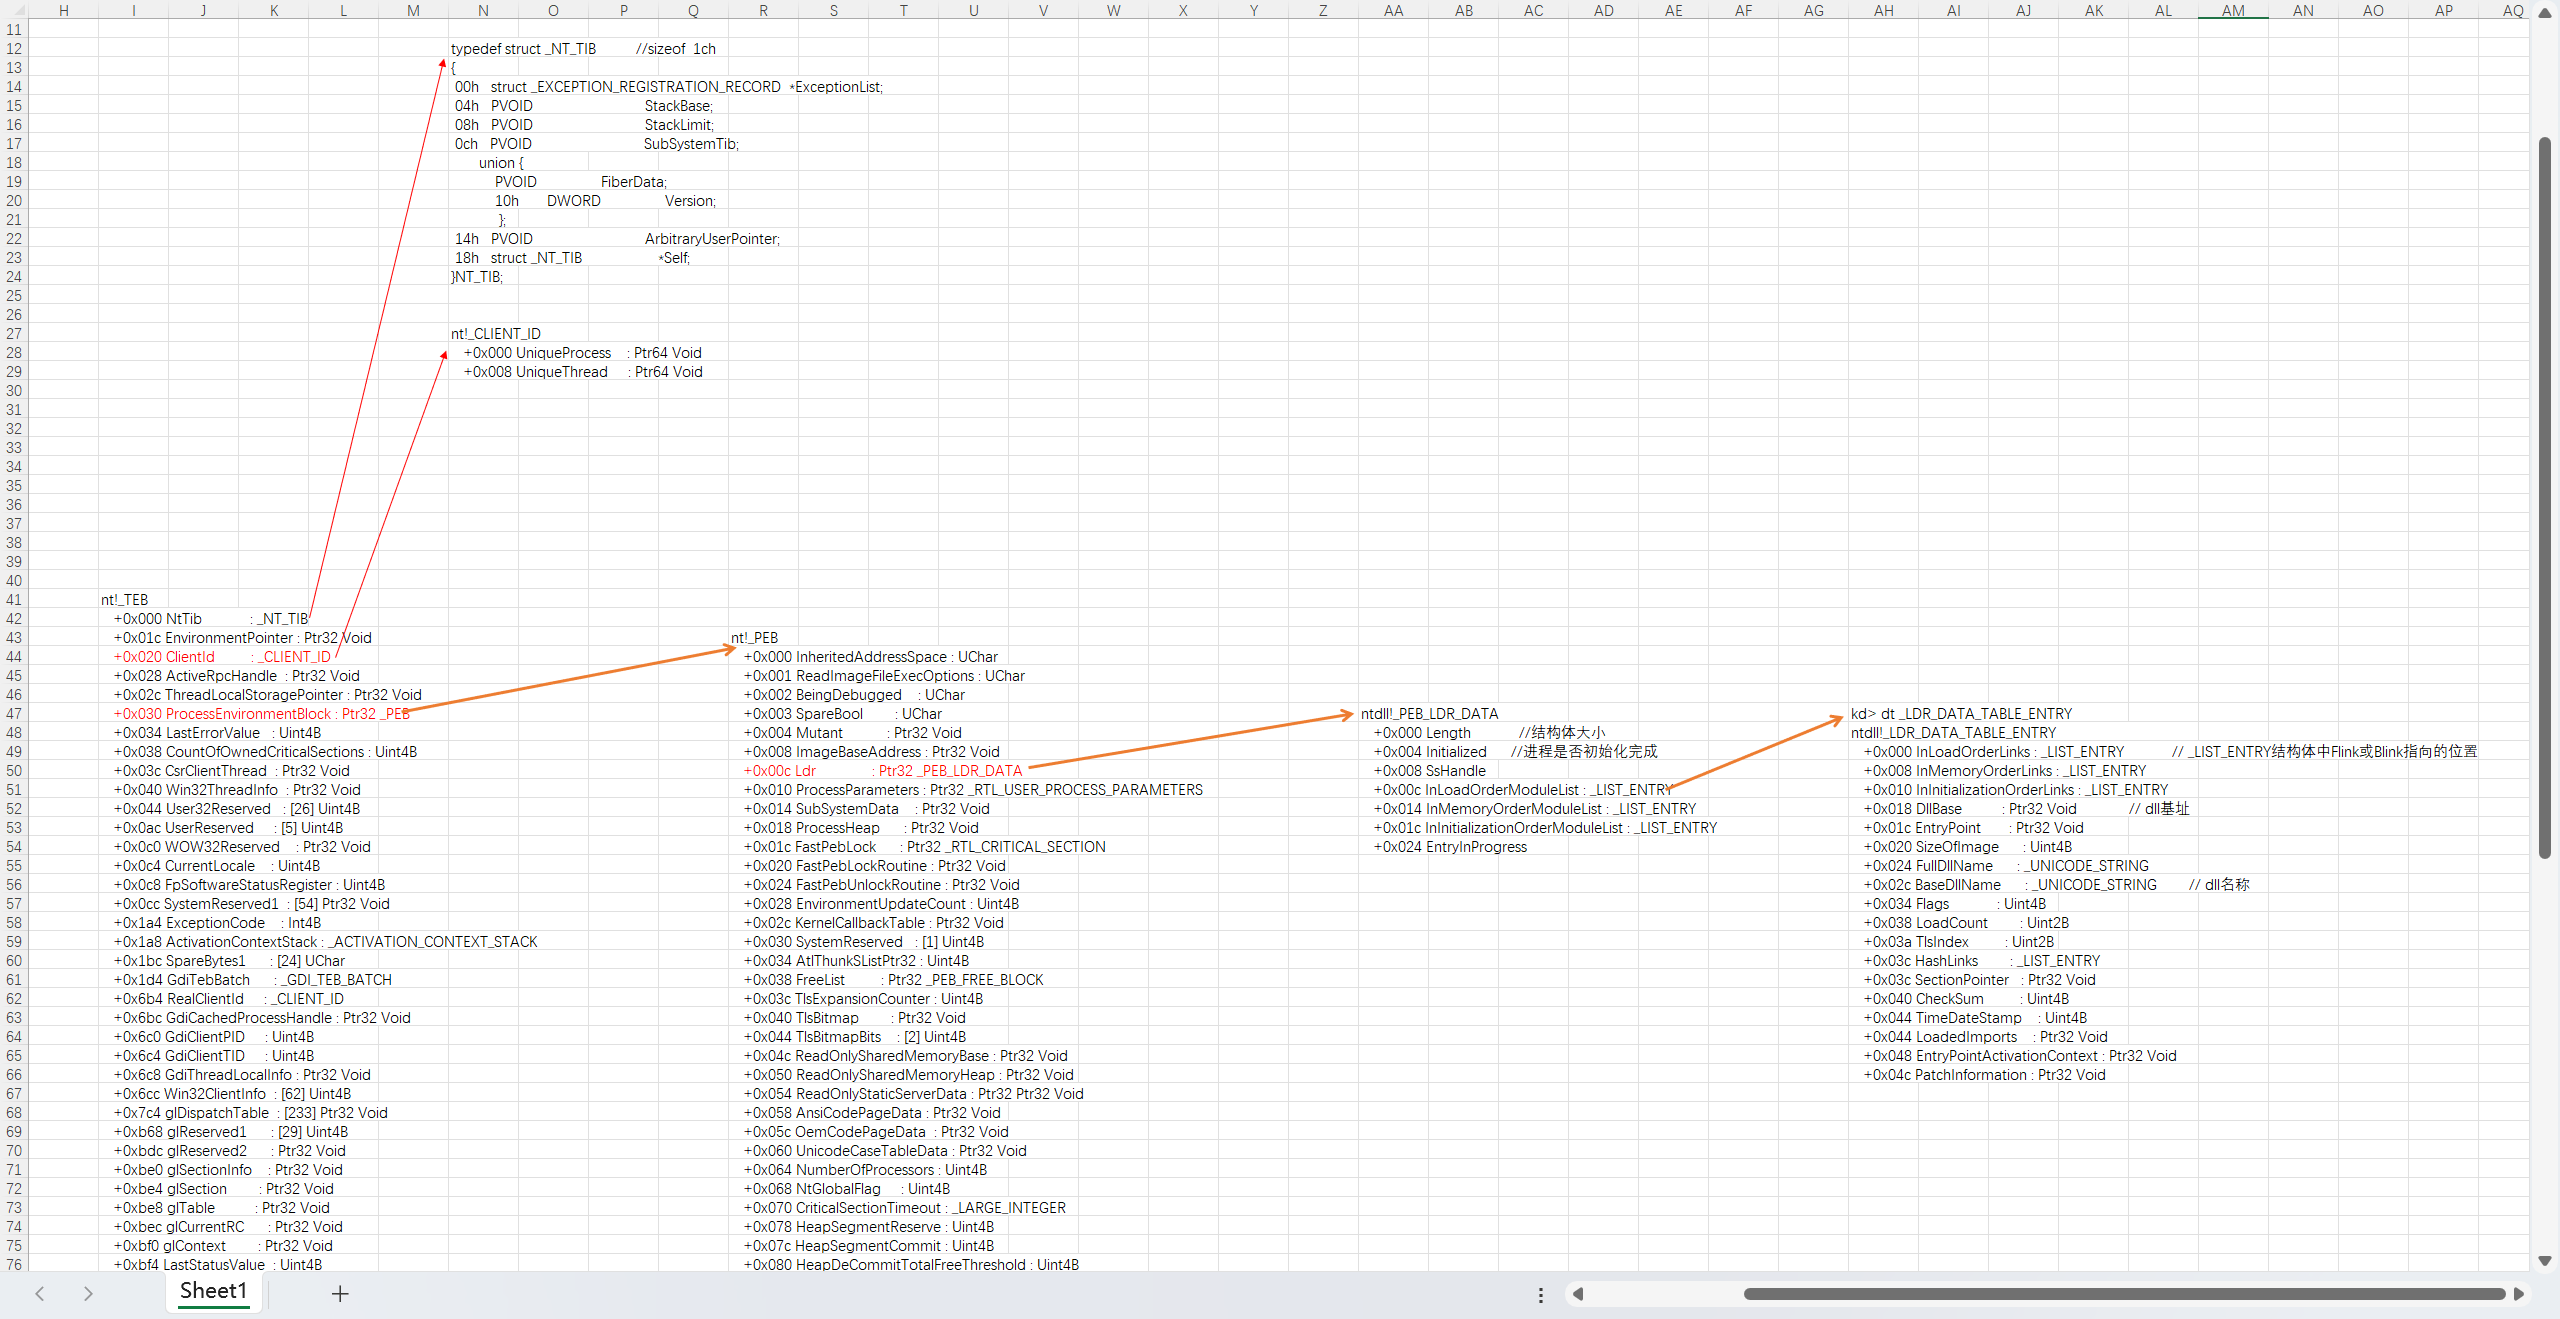 H I J K L M N O P Q R S T U V W X Y Z AA AB AC AD AE AF AG AH AI AJ AK AL AM AN AO AP AQ
11
12 typedef struct _NT_TIB //sizeof 1ch
13 {
14 00h struct _EXCEPTION_REGISTRATION_RECORD *ExceptionList;
15 04h PVOID StackBase;
16 08h PVOID StackLimit;
17 0ch PVOID SubSystemTib;
18 union {
19 PVOID FiberData;
20 10h DWORD Version;
21 };
22 14h PVOID ArbitraryUserPointer;
23 18h struct _NT_TIB *Self;
24 }NT_TIB;
25
26
27 nt!_CLIENT_ID
28 +0x000 UniqueProcess : Ptr64 Void
29 +0x008 UniqueThread : Ptr64 Void
30
31
32
33
34
35
36
37
38
39
40
41 nt!_TEB
42 +0x000 NtTib : _NT_TIB
43 +0x01c EnvironmentPointer : Ptr32 Void nt!_PEB
44 +0x020 ClientId : _CLIENT_ID +0x000 InheritedAddressSpace : UChar
45 +0x028 ActiveRpcHandle : Ptr32 Void +0x001 ReadImageFileExecOptions : UChar
46 +0x02c ThreadLocalStoragePointer : Ptr32 Void +0x002 BeingDebugged : UChar
47 +0x030 ProcessEnvironmentBlock : Ptr32 _PEB +0x003 SpareBool : UChar ntdll!_PEB_LDR_DATA kd> dt _LDR_DATA_TABLE_ENTRY
48 +0x034 LastErrorValue : Uint4B +0x004 Mutant : Ptr32 Void +0x000 Length //结构体大小 ntdll!_LDR_DATA_TABLE_ENTRY
49 +0x038 CountOfOwnedCriticalSections : Uint4B +0x008 ImageBaseAddress : Ptr32 Void +0x004 Initialized //进程是否初始化完成 +0x000 InLoadOrderLinks : _LIST_ENTRY // _LIST_ENTRY结构体中Flink或Blink指向的位置
50 +0x03c CsrClientThread : Ptr32 Void +0x00c Ldr : Ptr32 _PEB_LDR_DATA +0x008 SsHandle +0x008 InMemoryOrderLinks : _LIST_ENTRY
51 +0x040 Win32ThreadInfo : Ptr32 Void +0x010 ProcessParameters : Ptr32 _RTL_USER_PROCESS_PARAMETERS +0x00c InLoadOrderModuleList : _LIST_ENTRY +0x010 InInitializationOrderLinks : _LIST_ENTRY
52 +0x044 User32Reserved : [26] Uint4B +0x014 SubSystemData : Ptr32 Void +0x014 InMemoryOrderModuleList : _LIST_ENTRY +0x018 DllBase : Ptr32 Void // dll基址
53 +0x0ac UserReserved : [5] Uint4B +0x018 ProcessHeap : Ptr32 Void +0x01c InInitializationOrderModuleList : _LIST_ENTRY +0x01c EntryPoint : Ptr32 Void
54 +0x0c0 WOW32Reserved : Ptr32 Void +0x01c FastPebLock : Ptr32 _RTL_CRITICAL_SECTION +0x024 EntryInProgress +0x020 SizeOfImage : Uint4B
55 +0x0c4 CurrentLocale : Uint4B +0x020 FastPebLockRoutine : Ptr32 Void +0x024 FullDllName : _UNICODE_STRING
56 +0x0c8 FpSoftwareStatusRegister : Uint4B +0x024 FastPebUnlockRoutine : Ptr32 Void +0x02c BaseDllName : _UNICODE_STRING // dll名称
57 +0x0cc SystemReserved1 : [54] Ptr32 Void +0x028 EnvironmentUpdateCount : Uint4B +0x034 Flags : Uint4B
58 +0x1a4 ExceptionCode : Int4B +0x02c KernelCallbackTable : Ptr32 Void +0x038 LoadCount : Uint2B
59 +0x1a8 ActivationContextStack : _ACTIVATION_CONTEXT_STACK +0x030 SystemReserved : [1] Uint4B +0x03a TlsIndex : Uint2B
60 +0x1bc SpareBytes1 : [24] UChar +0x034 AtlThunkSListPtr32 : Uint4B +0x03c HashLinks : _LIST_ENTRY
61 +0x1d4 GdiTebBatch : _GDI_TEB_BATCH +0x038 FreeList : Ptr32 _PEB_FREE_BLOCK +0x03c SectionPointer : Ptr32 Void
62 +0x6b4 RealClientId : _CLIENT_ID +0x03c TlsExpansionCounter : Uint4B +0x040 CheckSum : Uint4B
63 +0x6bc GdiCachedProcessHandle : Ptr32 Void +0x040 TlsBitmap : Ptr32 Void +0x044 TimeDateStamp : Uint4B
64 +0x6c0 GdiClientPID : Uint4B +0x044 TlsBitmapBits : [2] Uint4B +0x044 LoadedImports : Ptr32 Void
65 +0x6c4 GdiClientTID : Uint4B +0x04c ReadOnlySharedMemoryBase : Ptr32 Void +0x048 EntryPointActivationContext : Ptr32 Void
66 +0x6c8 GdiThreadLocalInfo : Ptr32 Void +0x050 ReadOnlySharedMemoryHeap : Ptr32 Void +0x04c PatchInformation : Ptr32 Void
67 +0x6cc Win32ClientInfo : [62] Uint4B +0x054 ReadOnlyStaticServerData : Ptr32 Ptr32 Void
68 +0x7c4 glDispatchTable : [233] Ptr32 Void +0x058 AnsiCodePageData : Ptr32 Void
69 +0xb68 glReserved1 : [29] Uint4B +0x05c OemCodePageData : Ptr32 Void
70 +0xbdc glReserved2 : Ptr32 Void +0x060 UnicodeCaseTableData : Ptr32 Void
71 +0xbe0 glSectionInfo : Ptr32 Void +0x064 NumberOfProcessors : Uint4B
72 +0xbe4 glSection : Ptr32 Void +0x068 NtGlobalFlag : Uint4B
73 +0xbe8 glTable : Ptr32 Void +0x070 CriticalSectionTimeout : _LARGE_INTEGER
74 +0xbec glCurrentRC : Ptr32 Void +0x078 HeapSegmentReserve : Uint4B
75 +0xbf0 glContext : Ptr32 Void +0x07c HeapSegmentCommit : Uint4B
76 +0xbf4 LastStatusValue : Uint4B +0x080 HeapDeCommitTotalFreeThreshold : Uint4B
Sheet1